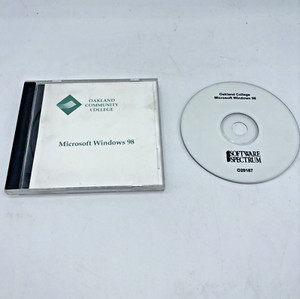 OAKLAND
COMMUNITY
COLLEGE
Microsoft Windows 98
Oakland College
Microsoft Windows 98
SOFTWARE
SPECTRUM
O26187